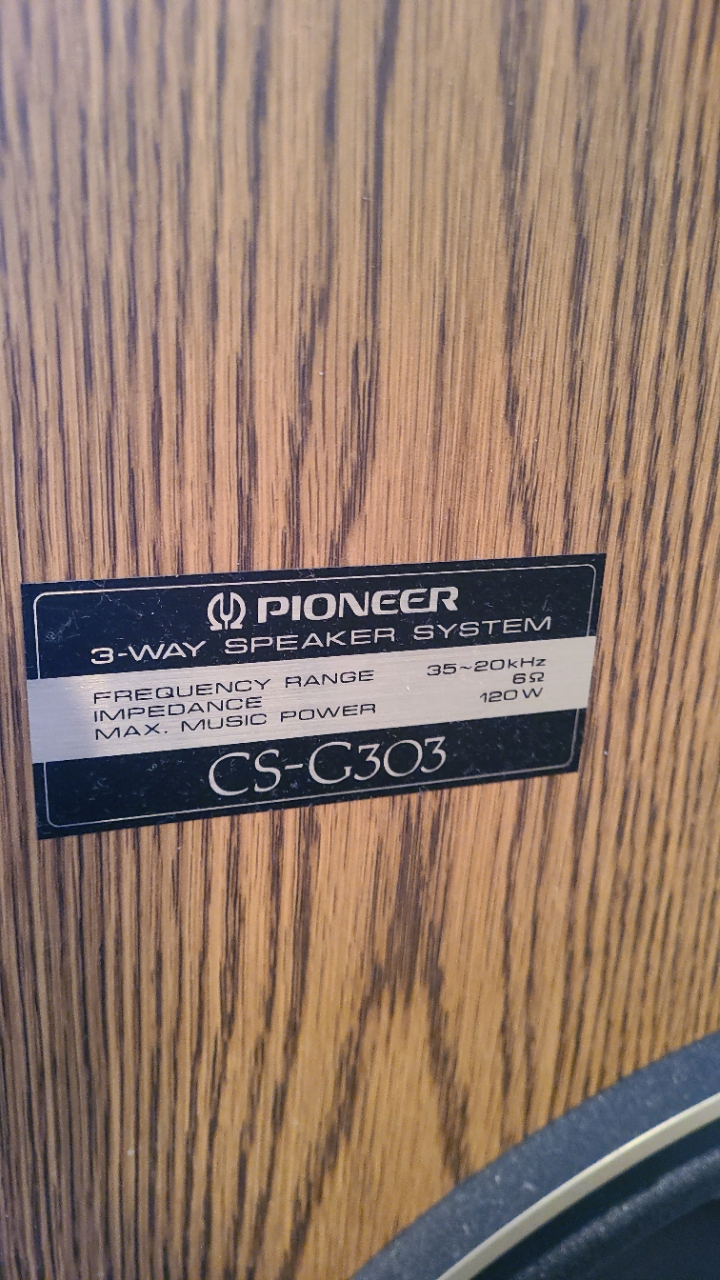 PIONEER
3-WAY SPEAKER SYSTEM
FREQUENCY RANGE 35~20kHz
IMPEDANCE 6Ω
MAX. MUSIC POWER 120W
CS-G303